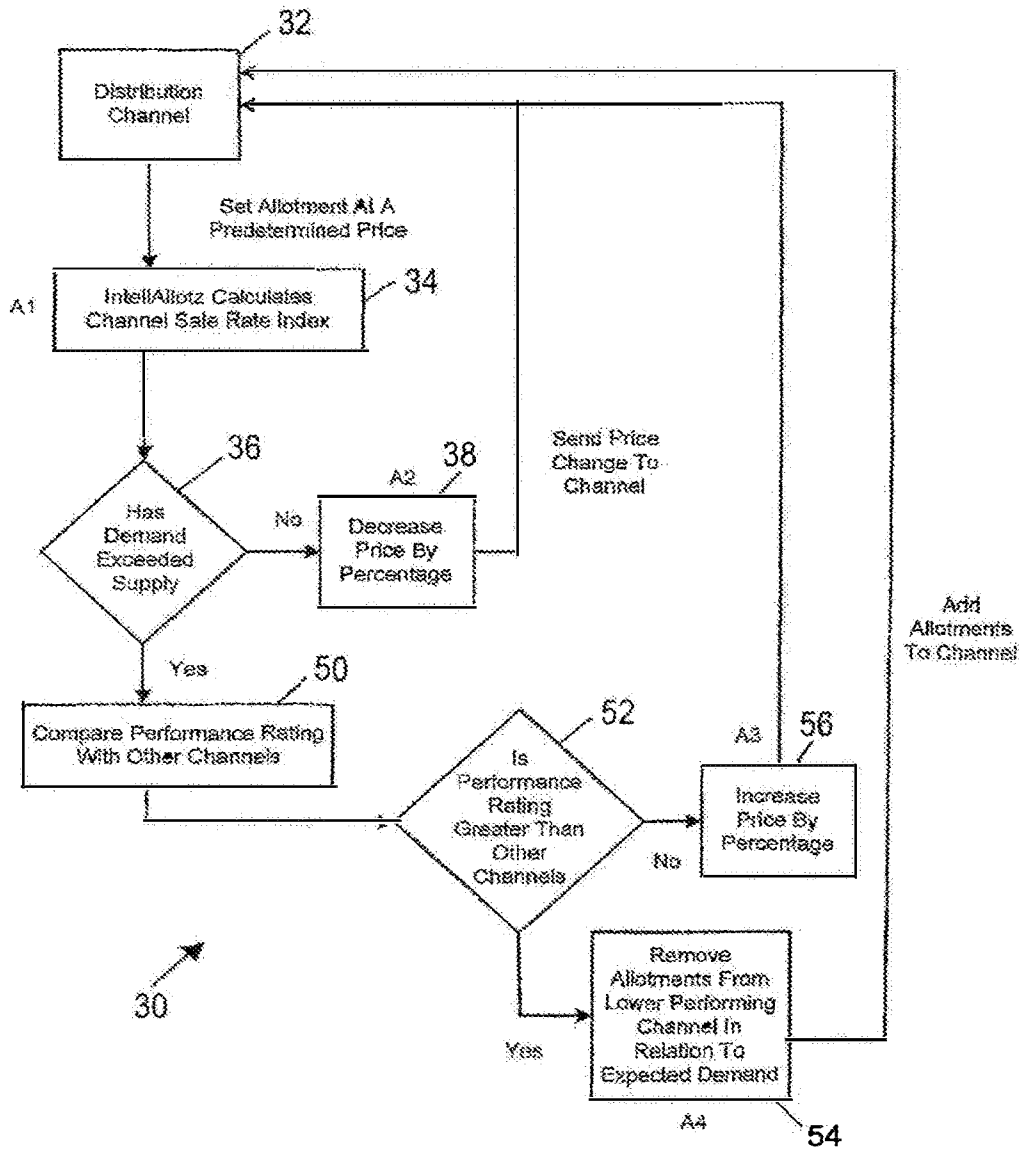 32
Distribution
Channel
Set Allotment At A
Predetermined Price
A1
IntellAllotz Calculates
Channel Sale Rate Index
34
36
Has
Demand
Exceeded
Supply
No
A2
38
Decrease
Price By
Percentage
Send Price
Change To
Channel
Add
Allotments
To Channel
Yes
50
Compare Performance Rating
With Other Channels
52
Is
Performance
Rating
Greater Than
Other
Channels
No
A3
56
Increase
Price By
Percentage
Yes
Remove
Allotments From
Lower Performing
Channel In
Relation To
Expected Demand
A4
54
30